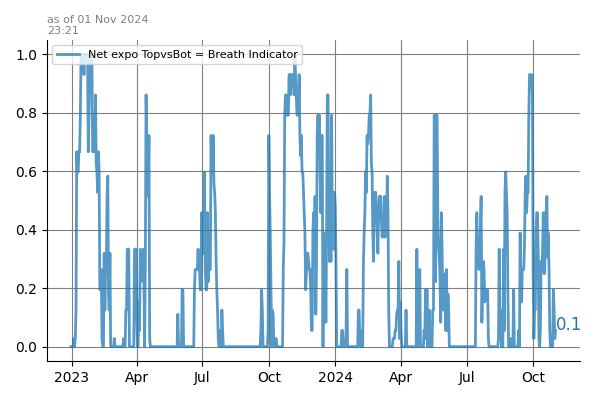 as of 01 Nov 2024
23:21
Net expo TopvsBot = Breath Indicator
1.0
0.8
0.6
0.4
0.2
0.0
0.1
2023 Apr Jul Oct 2024 Apr Jul Oct